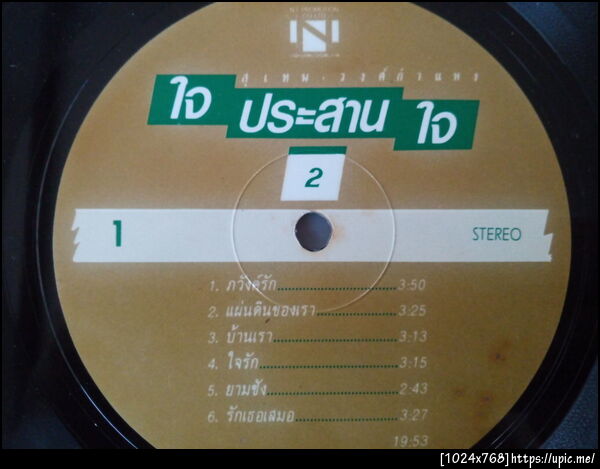 N.T. PROMOTION
N
สุเทพ · วงศ์กำแหง
ใจ ประสาน ใจ
2
1 STEREO
1. ภวังค์รัก 3:50
2. แผ่นดินของเรา 3:25
3. บ้านเรา 3:13
4. ใจรัก 3:15
5. ยามชัง 2:43
6. รักเธอเสมอ 3:27
19:53
[1024x768]https://upic.me/